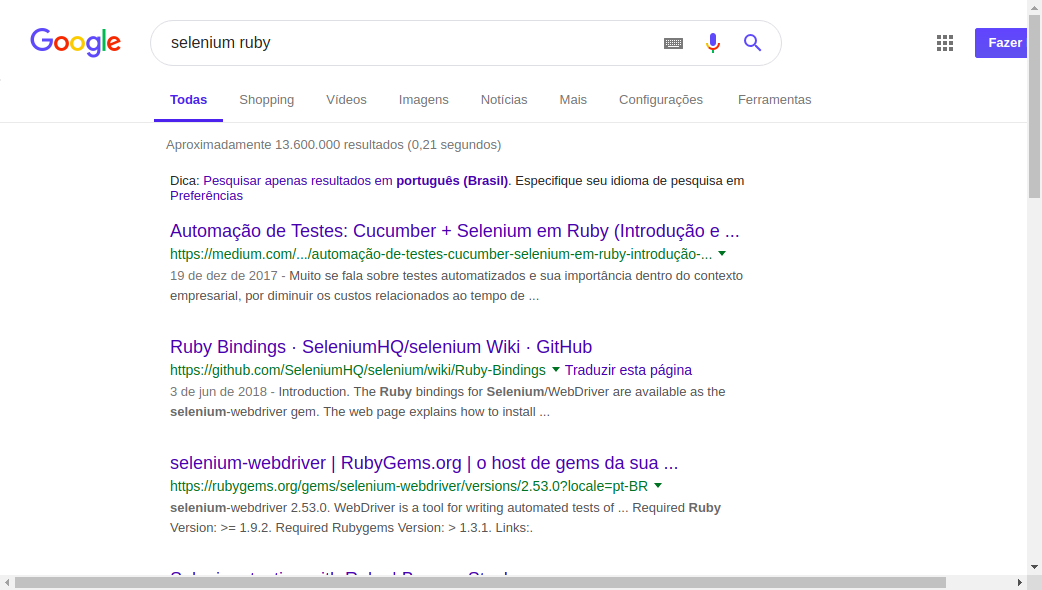 Google
selenium ruby
Fazer
Todas Shopping Vídeos Imagens Notícias Mais Configurações Ferramentas
Aproximadamente 13.600.000 resultados (0,21 segundos)
Dica: Pesquisar apenas resultados em português (Brasil). Especifique seu idioma de pesquisa em
Preferências
Automação de Testes: Cucumber + Selenium em Ruby (Introdução e ...
https://medium.com/.../automação-de-testes-cucumber-selenium-em-ruby-introdução-...
19 de dez de 2017 - Muito se fala sobre testes automatizados e sua importância dentro do contexto
empresarial, por diminuir os custos relacionados ao tempo de ...
Ruby Bindings · SeleniumHQ/selenium Wiki · GitHub
https://github.com/SeleniumHQ/selenium/wiki/Ruby-Bindings Traduzir esta página
3 de jun de 2018 - Introduction. The Ruby bindings for Selenium/WebDriver are available as the
selenium-webdriver gem. The web page explains how to install ...
selenium-webdriver | RubyGems.org | o host de gems da sua ...
https://rubygems.org/gems/selenium-webdriver/versions/2.53.0?locale=pt-BR
selenium-webdriver 2.53.0. WebDriver is a tool for writing automated tests of ... Required Ruby
Version: >= 1.9.2. Required Rubygems Version: > 1.3.1. Links:.